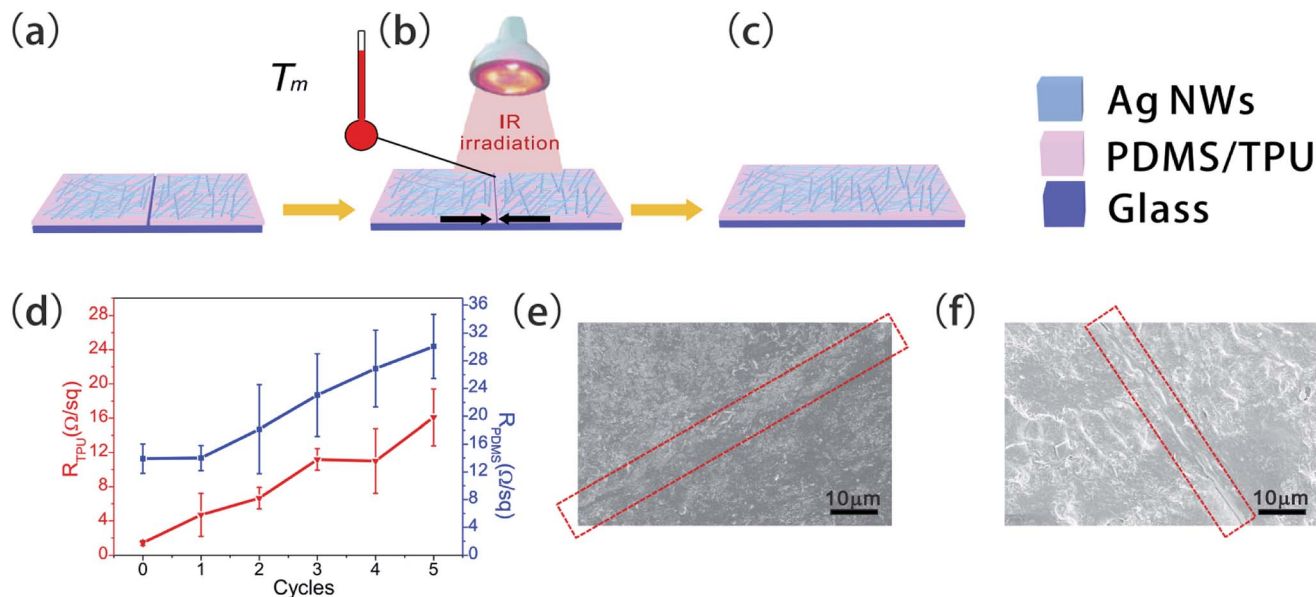 (a)
(b)
(c)
Tm
IR
irradiation
Ag NWs
PDMS/TPU
Glass
(d)
28
24
20
16
12
8
4
0
RTPU(Ω/sq)
36
32
28
24
20
16
12
8
4
0
RPDMS(Ω/sq)
0 1 2 3 4 5
Cycles
(e)
10μm
(f)
10μm